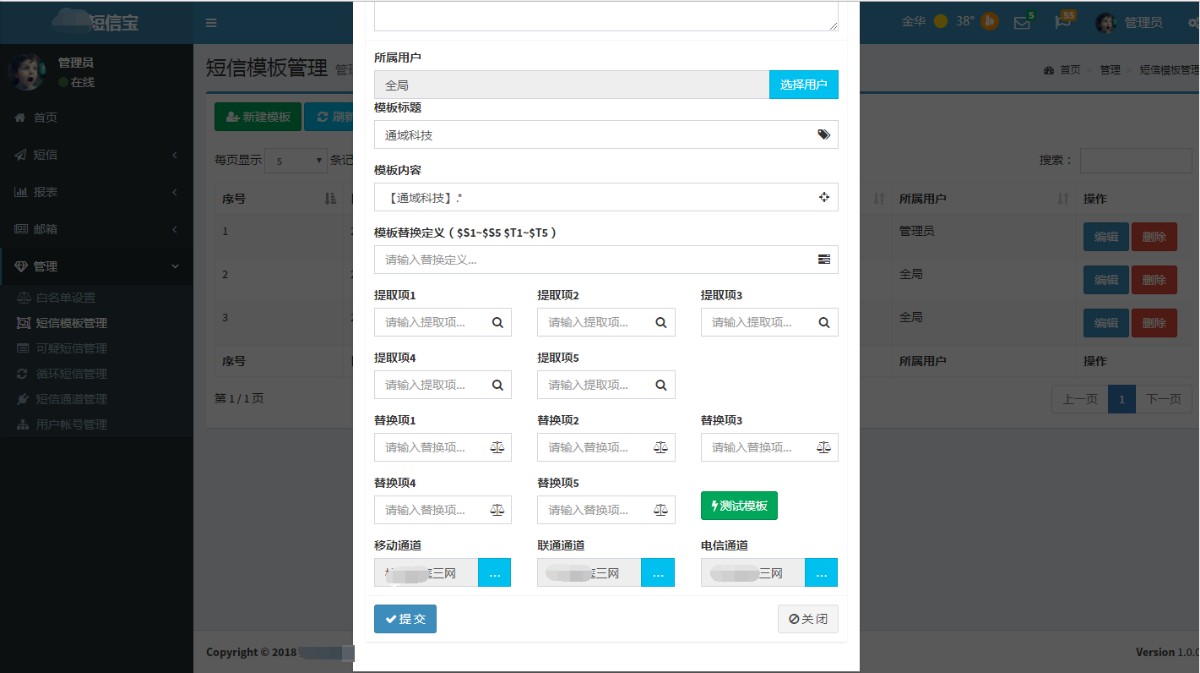 短信宝
金华 38° 5 55 管理员
管理员
在线
首页
短信
报表
邮箱
管理
白名单设置
短信模板管理
可疑短信管理
循环短信管理
短信通道管理
用户帐号管理
短信模板管理
首页 > 管理 > 短信模板管理
新建模板
每页显示 5 条记
搜索：
序号 所属用户 操作
1 管理员 编辑 删除
2 全局 编辑 删除
3 全局 编辑 删除
序号 所属用户 操作
第 1 / 1 页
上一页 1 下一页
所属用户
全局 选择用户
模板标题
通域科技
模板内容
【通域科技】.*
模板替换定义 ( $S1~$S5 $T1~$T5 )
请输入替换定义...
提取项1 提取项2 提取项3
请输入提取项... 请输入提取项... 请输入提取项...
提取项4 提取项5
请输入提取项... 请输入提取项...
替换项1 替换项2 替换项3
请输入替换项... 请输入替换项... 请输入替换项...
替换项4 替换项5
请输入替换项... 请输入替换项... 测试模板
移动通道 联通通道 电信通道
三网 ... 三网 ... 三网 ...
提交 关闭
Copyright © 2018
Version 1.0.0